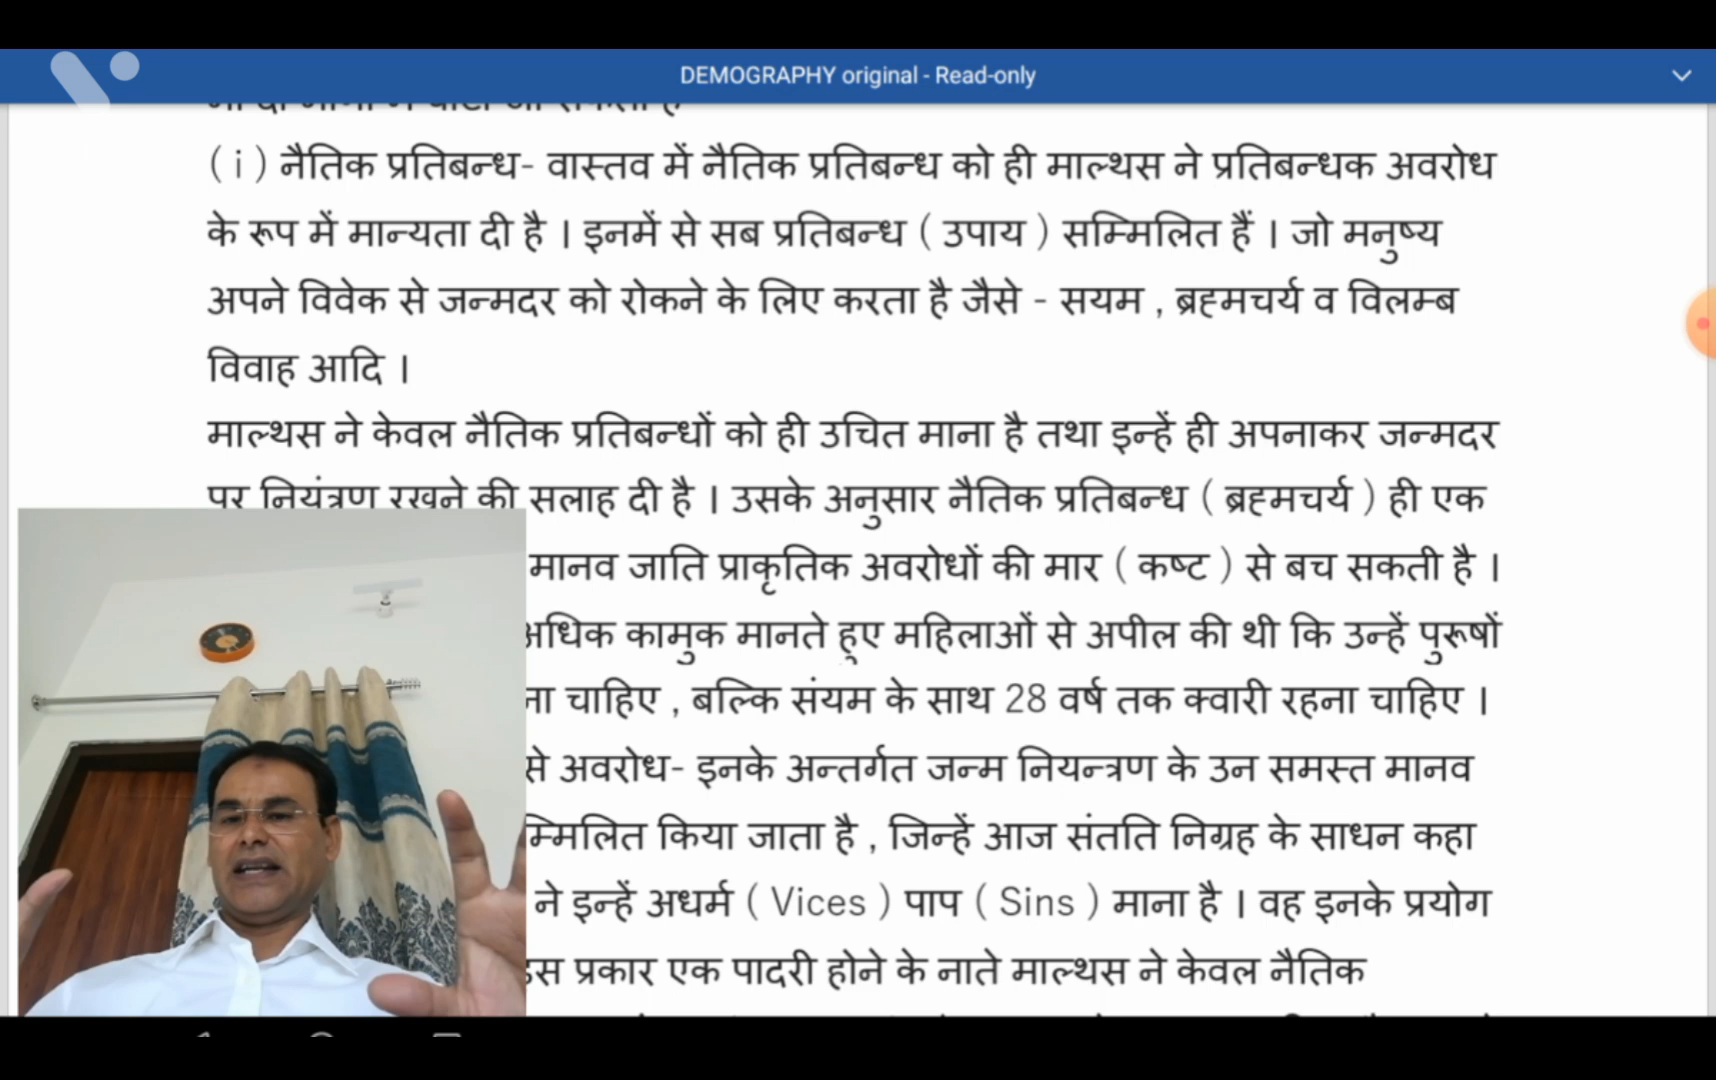 DEMOGRAPHY original - Read-only
( i ) नैतिक प्रतिबन्ध- वास्तव में नैतिक प्रतिबन्ध को ही माल्थस ने प्रतिबन्धक अवरोध
के रूप में मान्यता दी है । इनमें से सब प्रतिबन्ध ( उपाय ) सम्मिलित हैं । जो मनुष्य
अपने विवेक से जन्मदर को रोकने के लिए करता है जैसे - सयम , ब्रह्मचर्य व विलम्ब
विवाह आदि ।
माल्थस ने केवल नैतिक प्रतिबन्धों को ही उचित माना है तथा इन्हें ही अपनाकर जन्मदर
पर नियंत्रण रखने की सलाह दी है । उसके अनुसार नैतिक प्रतिबन्ध ( ब्रह्मचर्य ) ही एक
मानव जाति प्राकृतिक अवरोधों की मार ( कष्ट ) से बच सकती है ।
अधिक कामुक मानते हुए महिलाओं से अपील की थी कि उन्हें पुरूषों
चाहिए , बल्कि संयम के साथ 28 वर्ष तक क्वारी रहना चाहिए ।
से अवरोध- इनके अन्तर्गत जन्म नियन्त्रण के उन समस्त मानव
किया जाता है , जिन्हें आज संतति निग्रह के साधन कहा
ने इन्हें अधर्म ( Vices ) पाप ( Sins ) माना है । वह इनके प्रयोग
प्रकार एक पादरी होने के नाते माल्थस ने केवल नैतिक